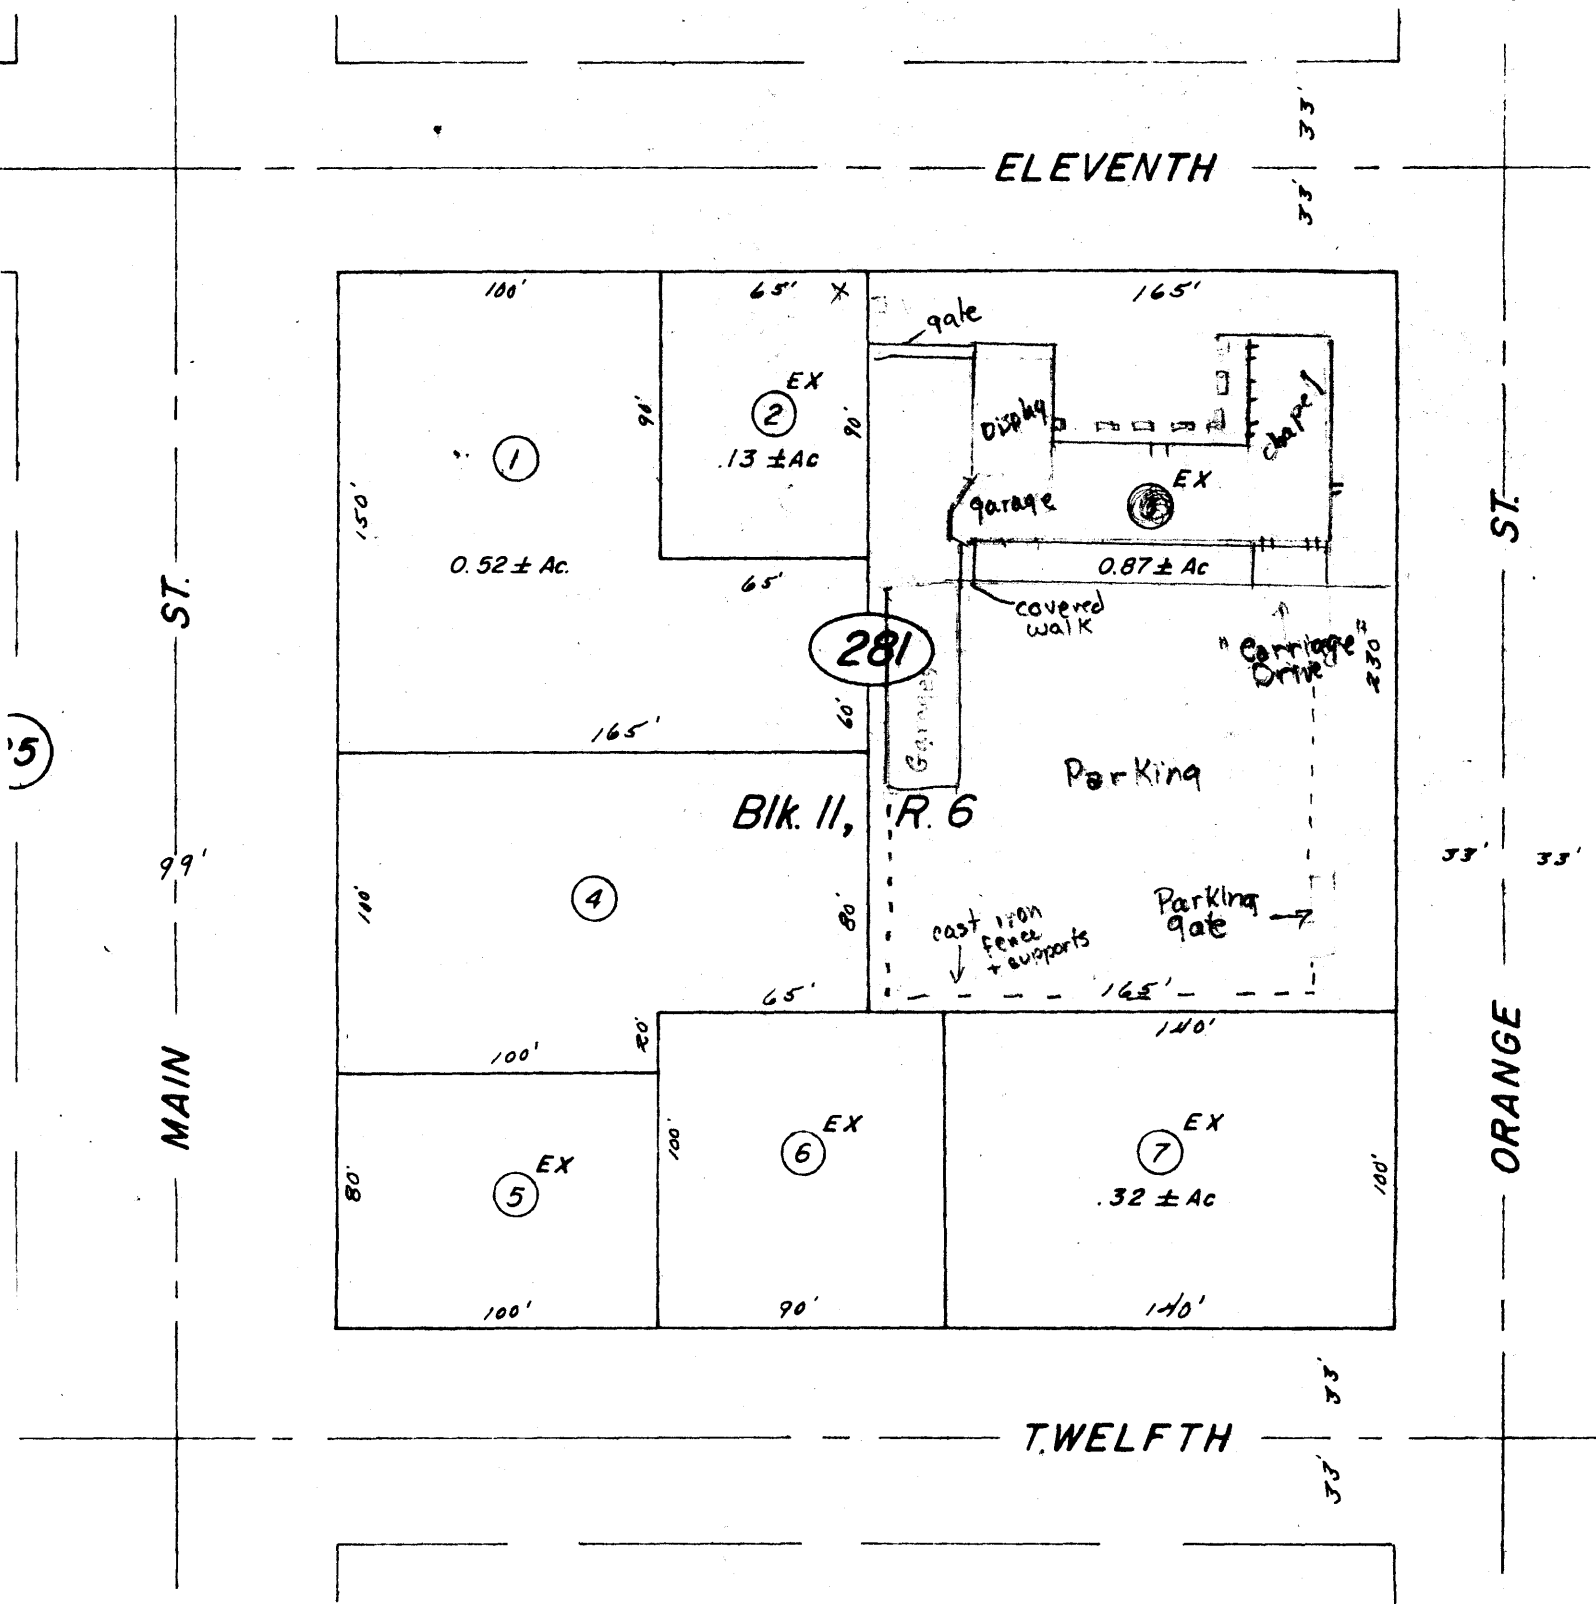 33'
ELEVENTH
33'
100'
65' X
165'
gate
EX
2
.13 ± Ac
90'
90'
1
150'
0.52 ± Ac.
65'
Display
chapel
garage
EX
0.87 ± Ac
covered
walk
"Carriage"
Drive
230
281
Garages
60'
165'
Parking
Blk. 11, R. 6
'5
99'
MAIN ST.
ORANGE ST.
33' 33'
4
100'
80'
Parking
gate
cast iron
fence
+ supports
65'
165'
20'
100'
140'
EX
5
80'
100'
EX
6
100'
90'
EX
7
.32 ± Ac
100'
140'
33'
TWELFTH
33'